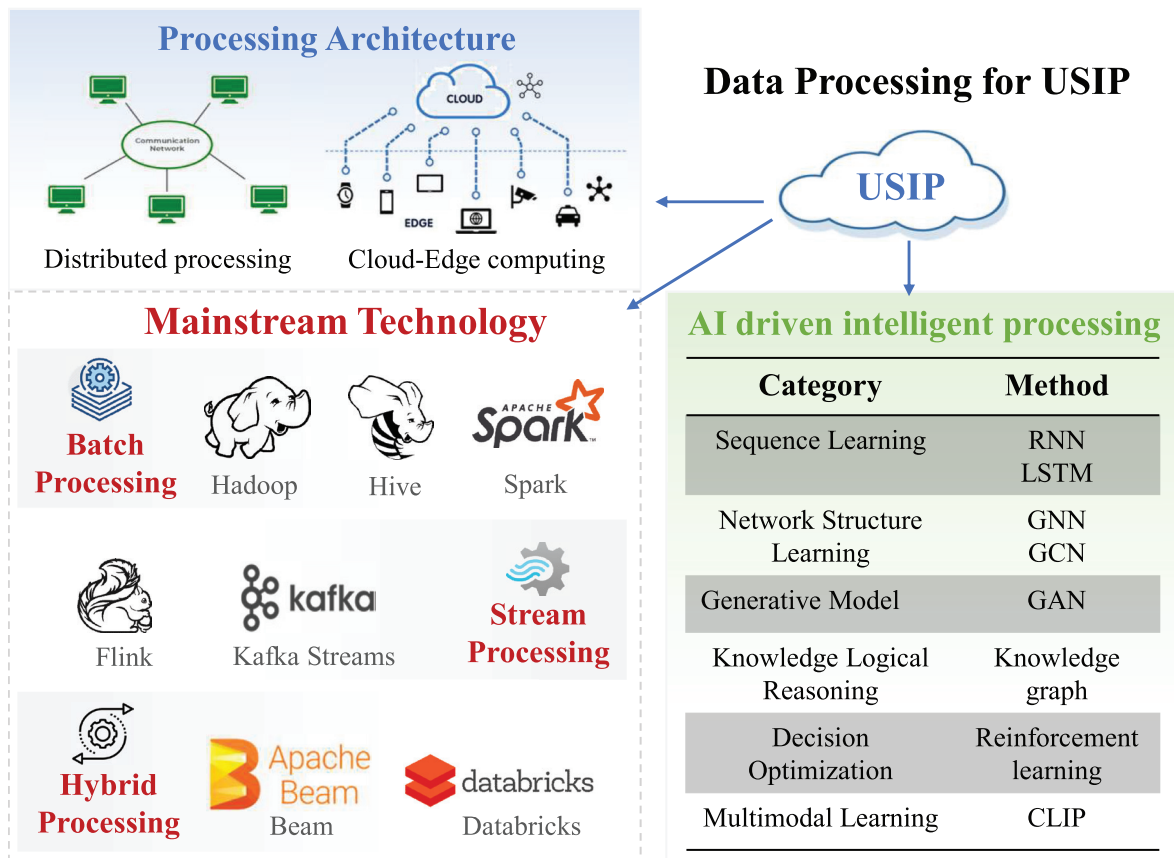 Processing Architecture
Communication
Network
CLOUD
EDGE
Distributed processing
Cloud-Edge computing
Data Processing for USIP
USIP
Mainstream Technology
Batch
Processing
Hadoop
Hive
APACHE
Spark™
Spark
Flink
kafka
Kafka Streams
Stream
Processing
Hybrid
Processing
Apache
Beam
Beam
databricks
Databricks
AI driven intelligent processing
Category Method
Sequence Learning RNN
LSTM
Network Structure GNN
Learning GCN
Generative Model GAN
Knowledge Logical Knowledge
Reasoning graph
Decision Reinforcement
Optimization learning
Multimodal Learning CLIP